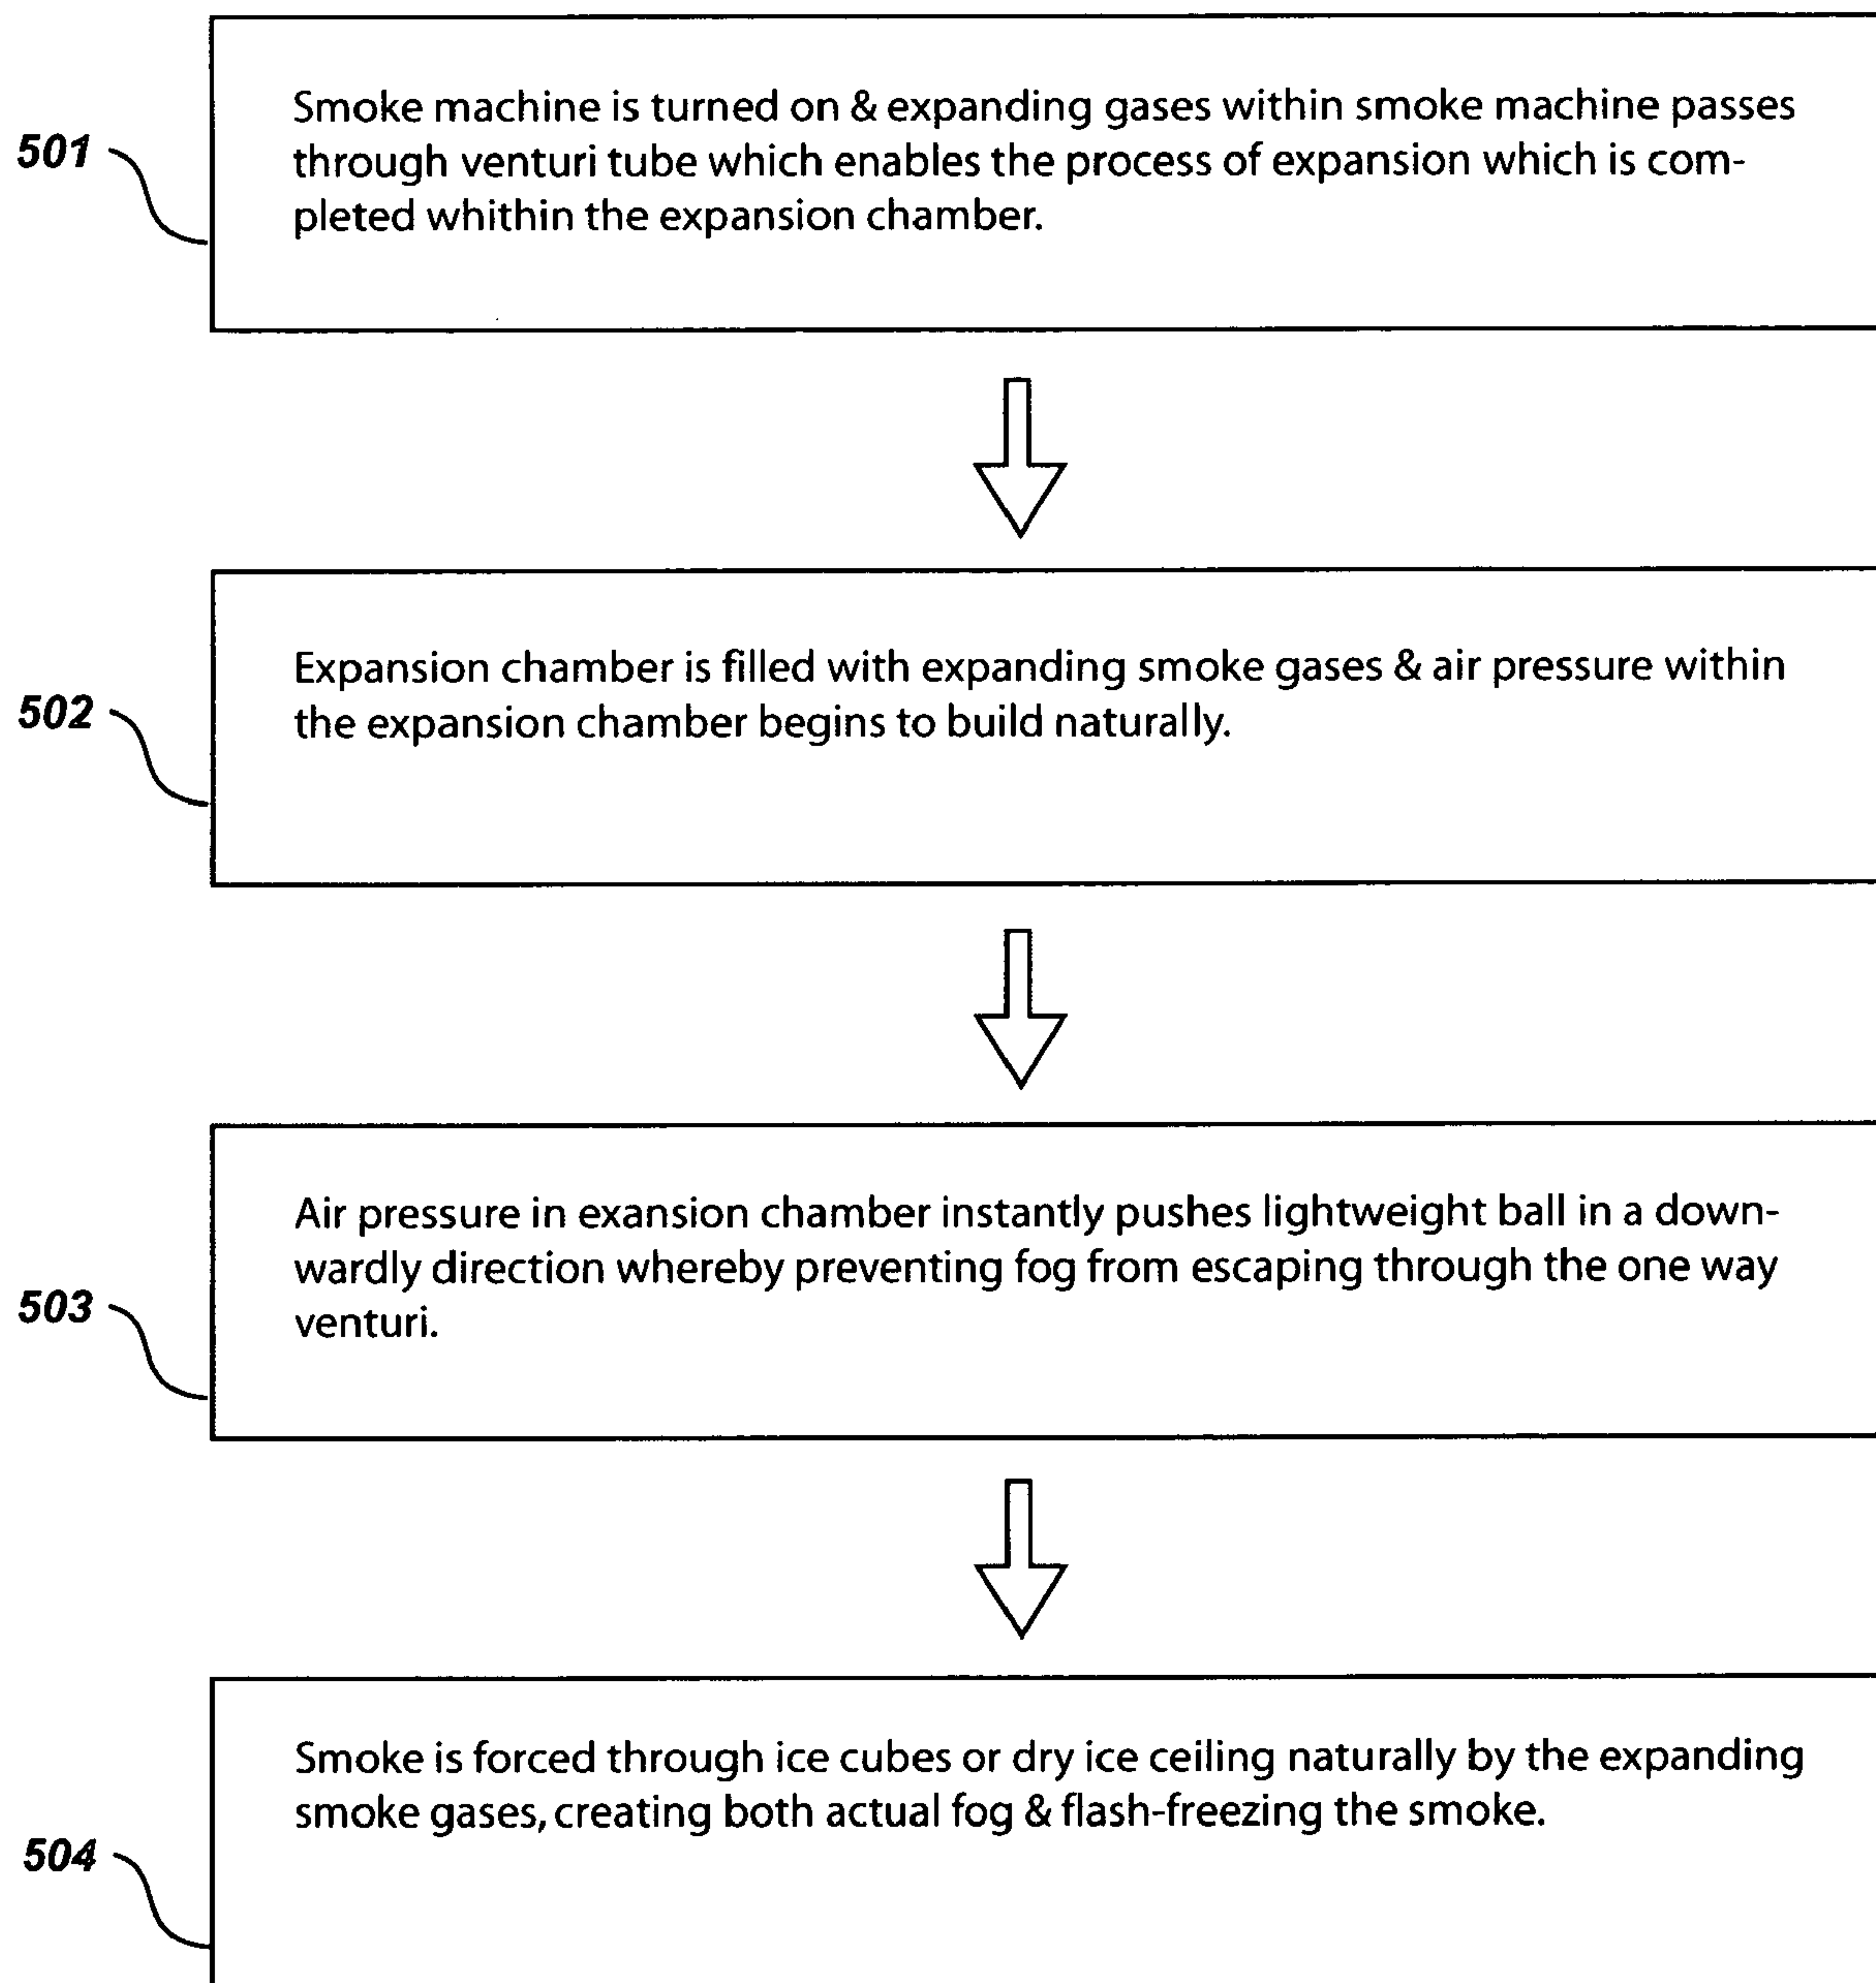 Smoke machine is turned on & expanding gases within smoke machine passes
through venturi tube which enables the process of expansion which is com-
pleted whithin the expansion chamber.
501
Expansion chamber is filled with expanding smoke gases & air pressure within
the expansion chamber begins to build naturally.
502
Air pressure in exansion chamber instantly pushes lightweight ball in a down-
wardly direction whereby preventing fog from escaping through the one way
venturi.
503
Smoke is forced through ice cubes or dry ice ceiling naturally by the expanding
smoke gases, creating both actual fog & flash-freezing the smoke.
504